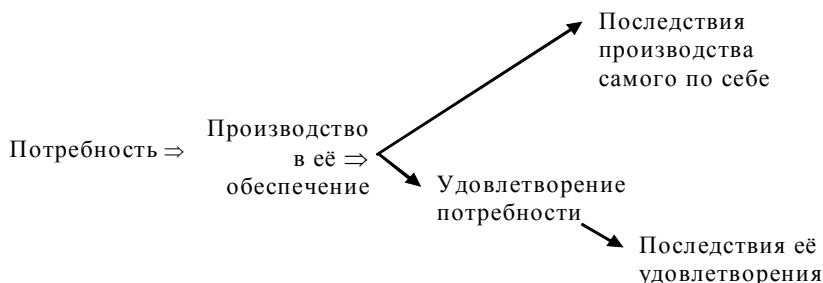 Последствия
производства
самого по себе
Потребность ⇒
Производство
в её ⇒
обеспечение
Удовлетворение
потребности
Последствия её
удовлетворения